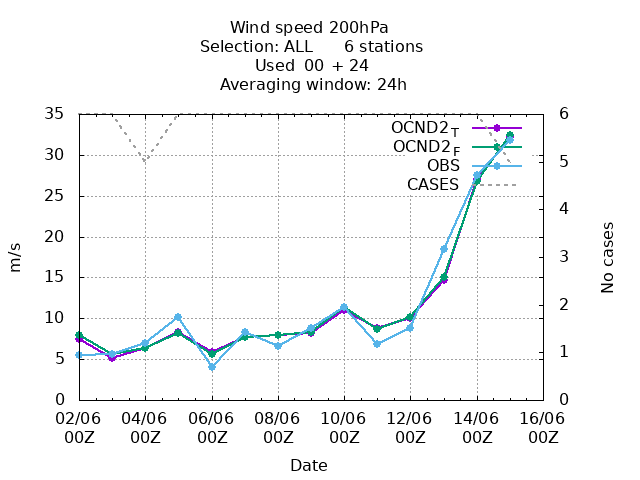 Wind speed 200hPa
Selection: ALL      6 stations
Used  00 + 24
Averaging window: 24h
35
30
25
20
15
10
5
0
m/s
6
5
4
3
2
1
0
No cases
OCND2_T
OCND2_F
OBS
CASES
02/06 04/06 06/06 08/06 10/06 12/06 14/06 16/06
00Z 00Z 00Z 00Z 00Z 00Z 00Z 00Z
Date